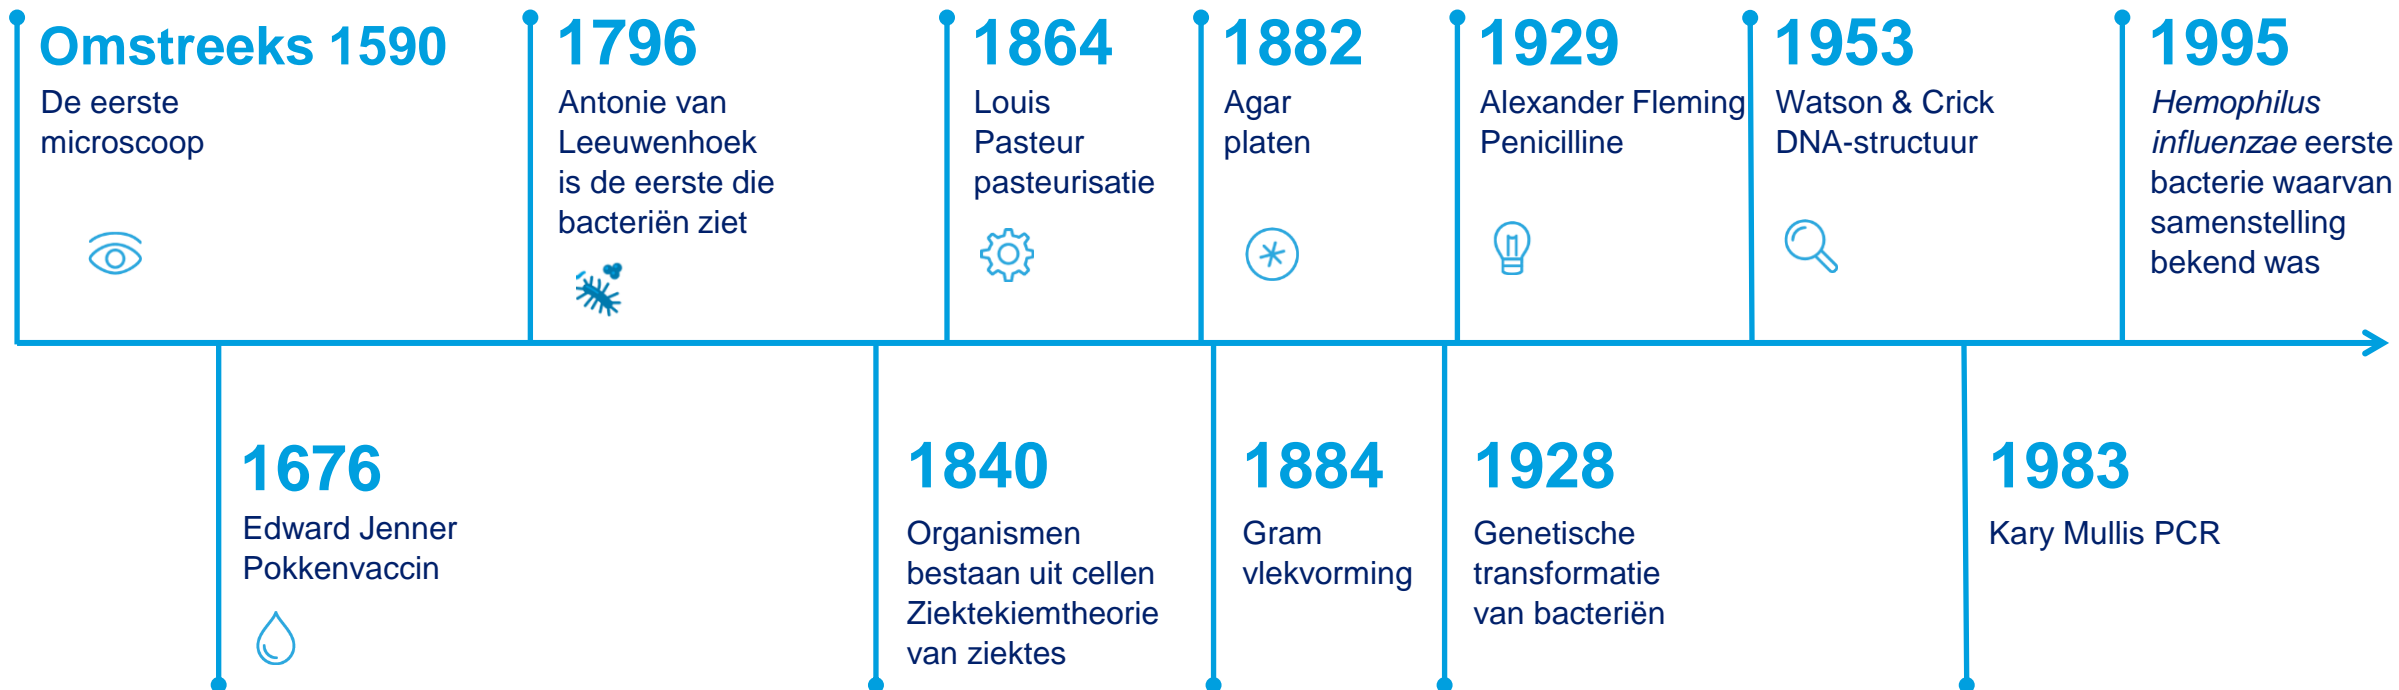 Omstreeks 1590
De eerste
microscoop
1796
Antonie van
Leeuwenhoek
is de eerste die
bacteriën ziet
1864
Louis
Pasteur
pasteurisatie
1882
Agar
platen
1929
Alexander Fleming
Penicilline
1953
Watson & Crick
DNA-structuur
1995
Hemophilus
influenzae eerste
bacterie waarvan
samenstelling
bekend was
1676
Edward Jenner
Pokkenvaccin
1840
Organismen
bestaan uit cellen
Ziektekiemtheorie
van ziektes
1884
Gram
vlekvorming
1928
Genetische
transformatie
van bacteriën
1983
Kary Mullis PCR